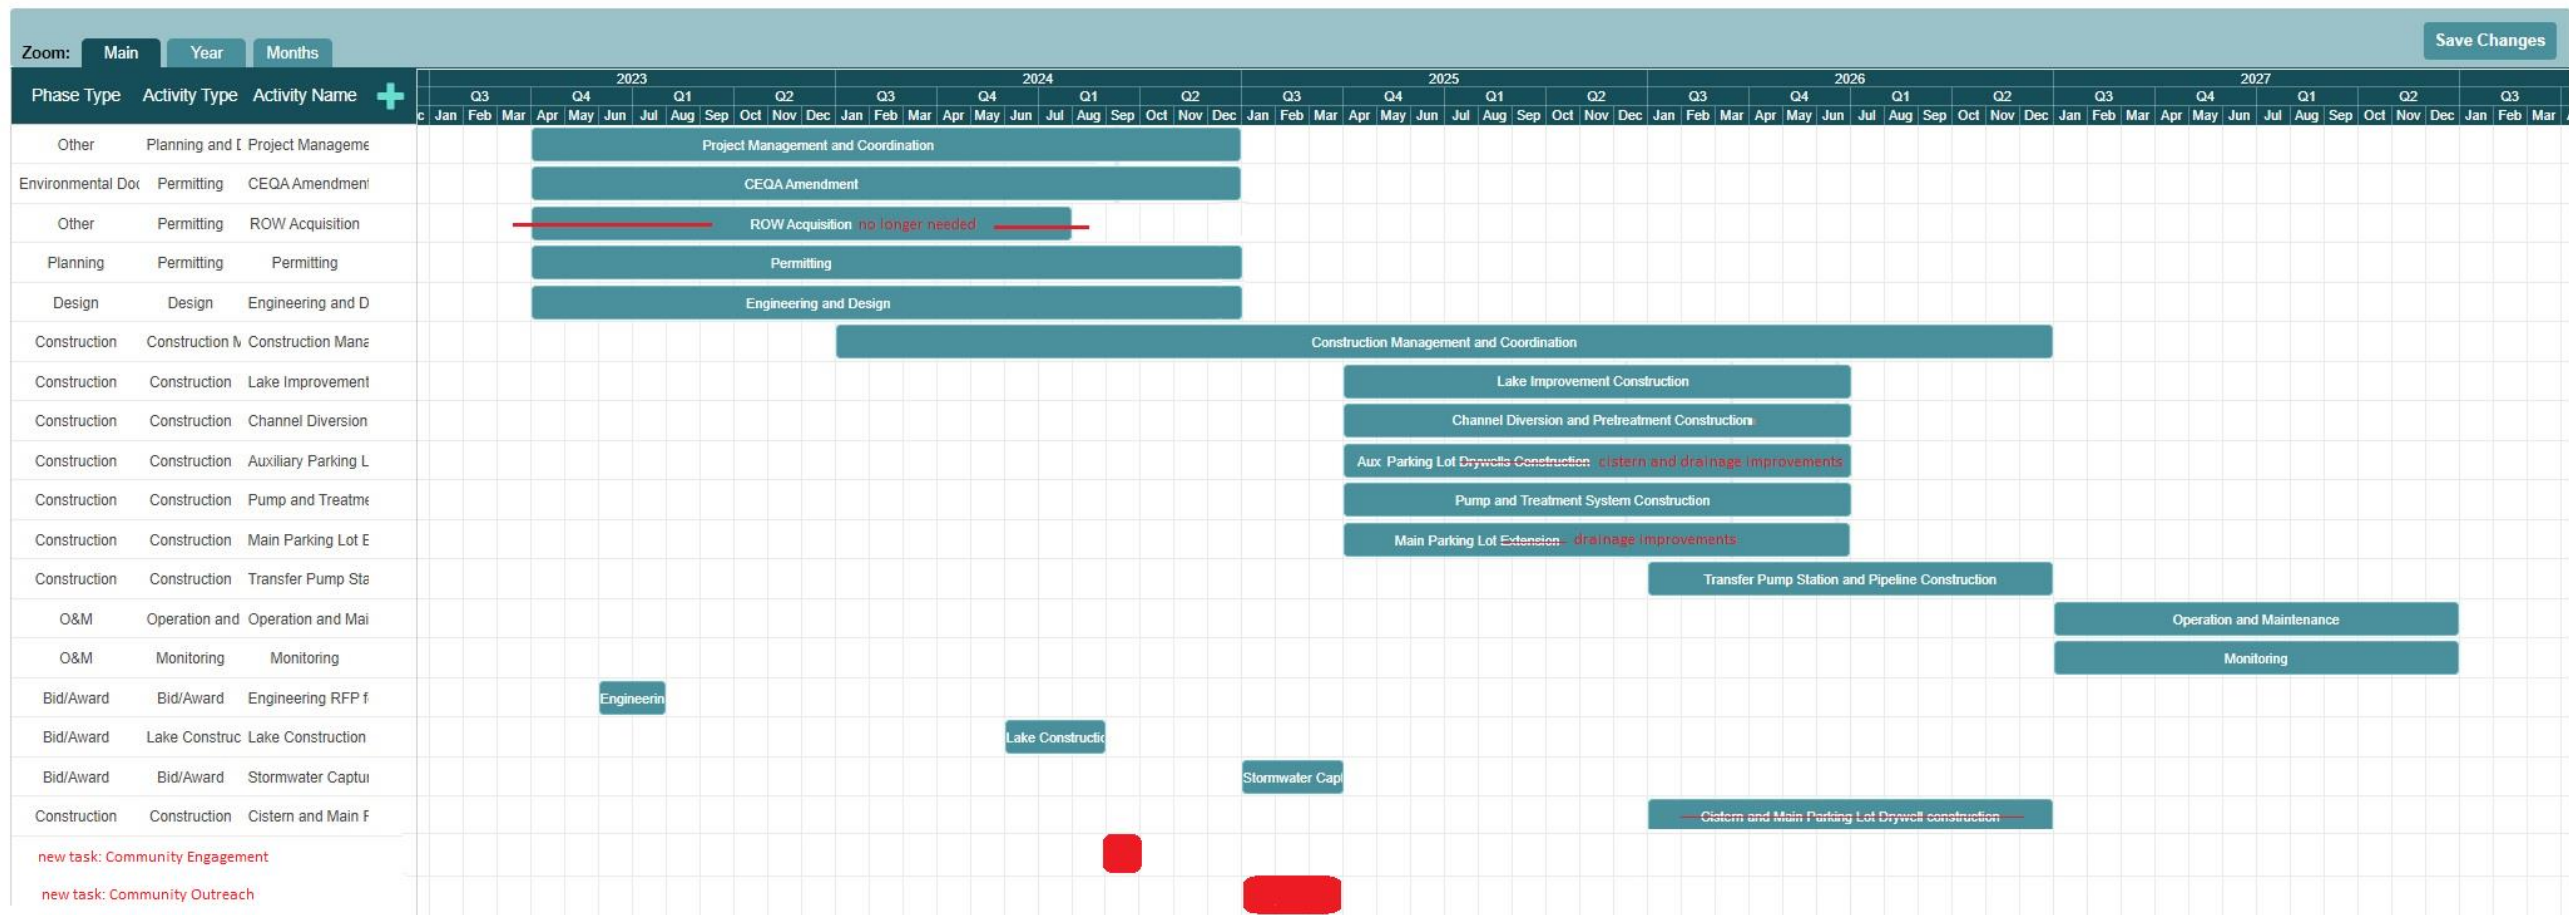 Save Changes
Zoom: Main Year Months
2023 2024 2025 2026 2027
Phase Type Activity Type Activity Name
Q3 Q4 Q1 Q2 Q3 Q4 Q1 Q2 Q3 Q4 Q1 Q2 Q3 Q4 Q1 Q2 Q3 Q4 Q1 Q2 Q3
c Jan Feb Mar Apr May Jun Jul Aug Sep Oct Nov Dec Jan Feb Mar Apr May Jun Jul Aug Sep Oct Nov Dec Jan Feb Mar Apr May Jun Jul Aug Sep Oct Nov Dec Jan Feb Mar Apr May Jun Jul Aug Sep Oct Nov Dec Jan Feb Mar Apr May Jun Jul Aug Sep Oct Nov Dec Jan Feb Mar
Other Planning and D Project Manageme Project Management and Coordination
Environmental Doc Permitting CEQA Amendment CEQA Amendment
Other Permitting ROW Acquisition ROW Acquisition no longer needed
Planning Permitting Permitting Permitting
Design Design Engineering and D Engineering and Design
Construction Construction M Construction Mana Construction Management and Coordination
Construction Construction Lake Improvement Lake Improvement Construction
Construction Construction Channel Diversion Channel Diversion and Pretreatment Construction
Construction Construction Auxiliary Parking L Aux Parking Lot Drywells Construction cistern and drainage improvements
Construction Construction Pump and Treatme Pump and Treatment System Construction
Construction Construction Main Parking Lot E Main Parking Lot Extension drainage improvements
Construction Construction Transfer Pump Sta Transfer Pump Station and Pipeline Construction
O&M Operation and Operation and Mai Operation and Maintenance
O&M Monitoring Monitoring Monitoring
Bid/Award Bid/Award Engineering RFP f Engineerin
Bid/Award Lake Construc Lake Construction Lake Constructic
Bid/Award Bid/Award Stormwater Captur Stormwater Capt
Construction Construction Cistern and Main P Cistern and Main Parking Lot Drywell construction
new task: Community Engagement
new task: Community Outreach